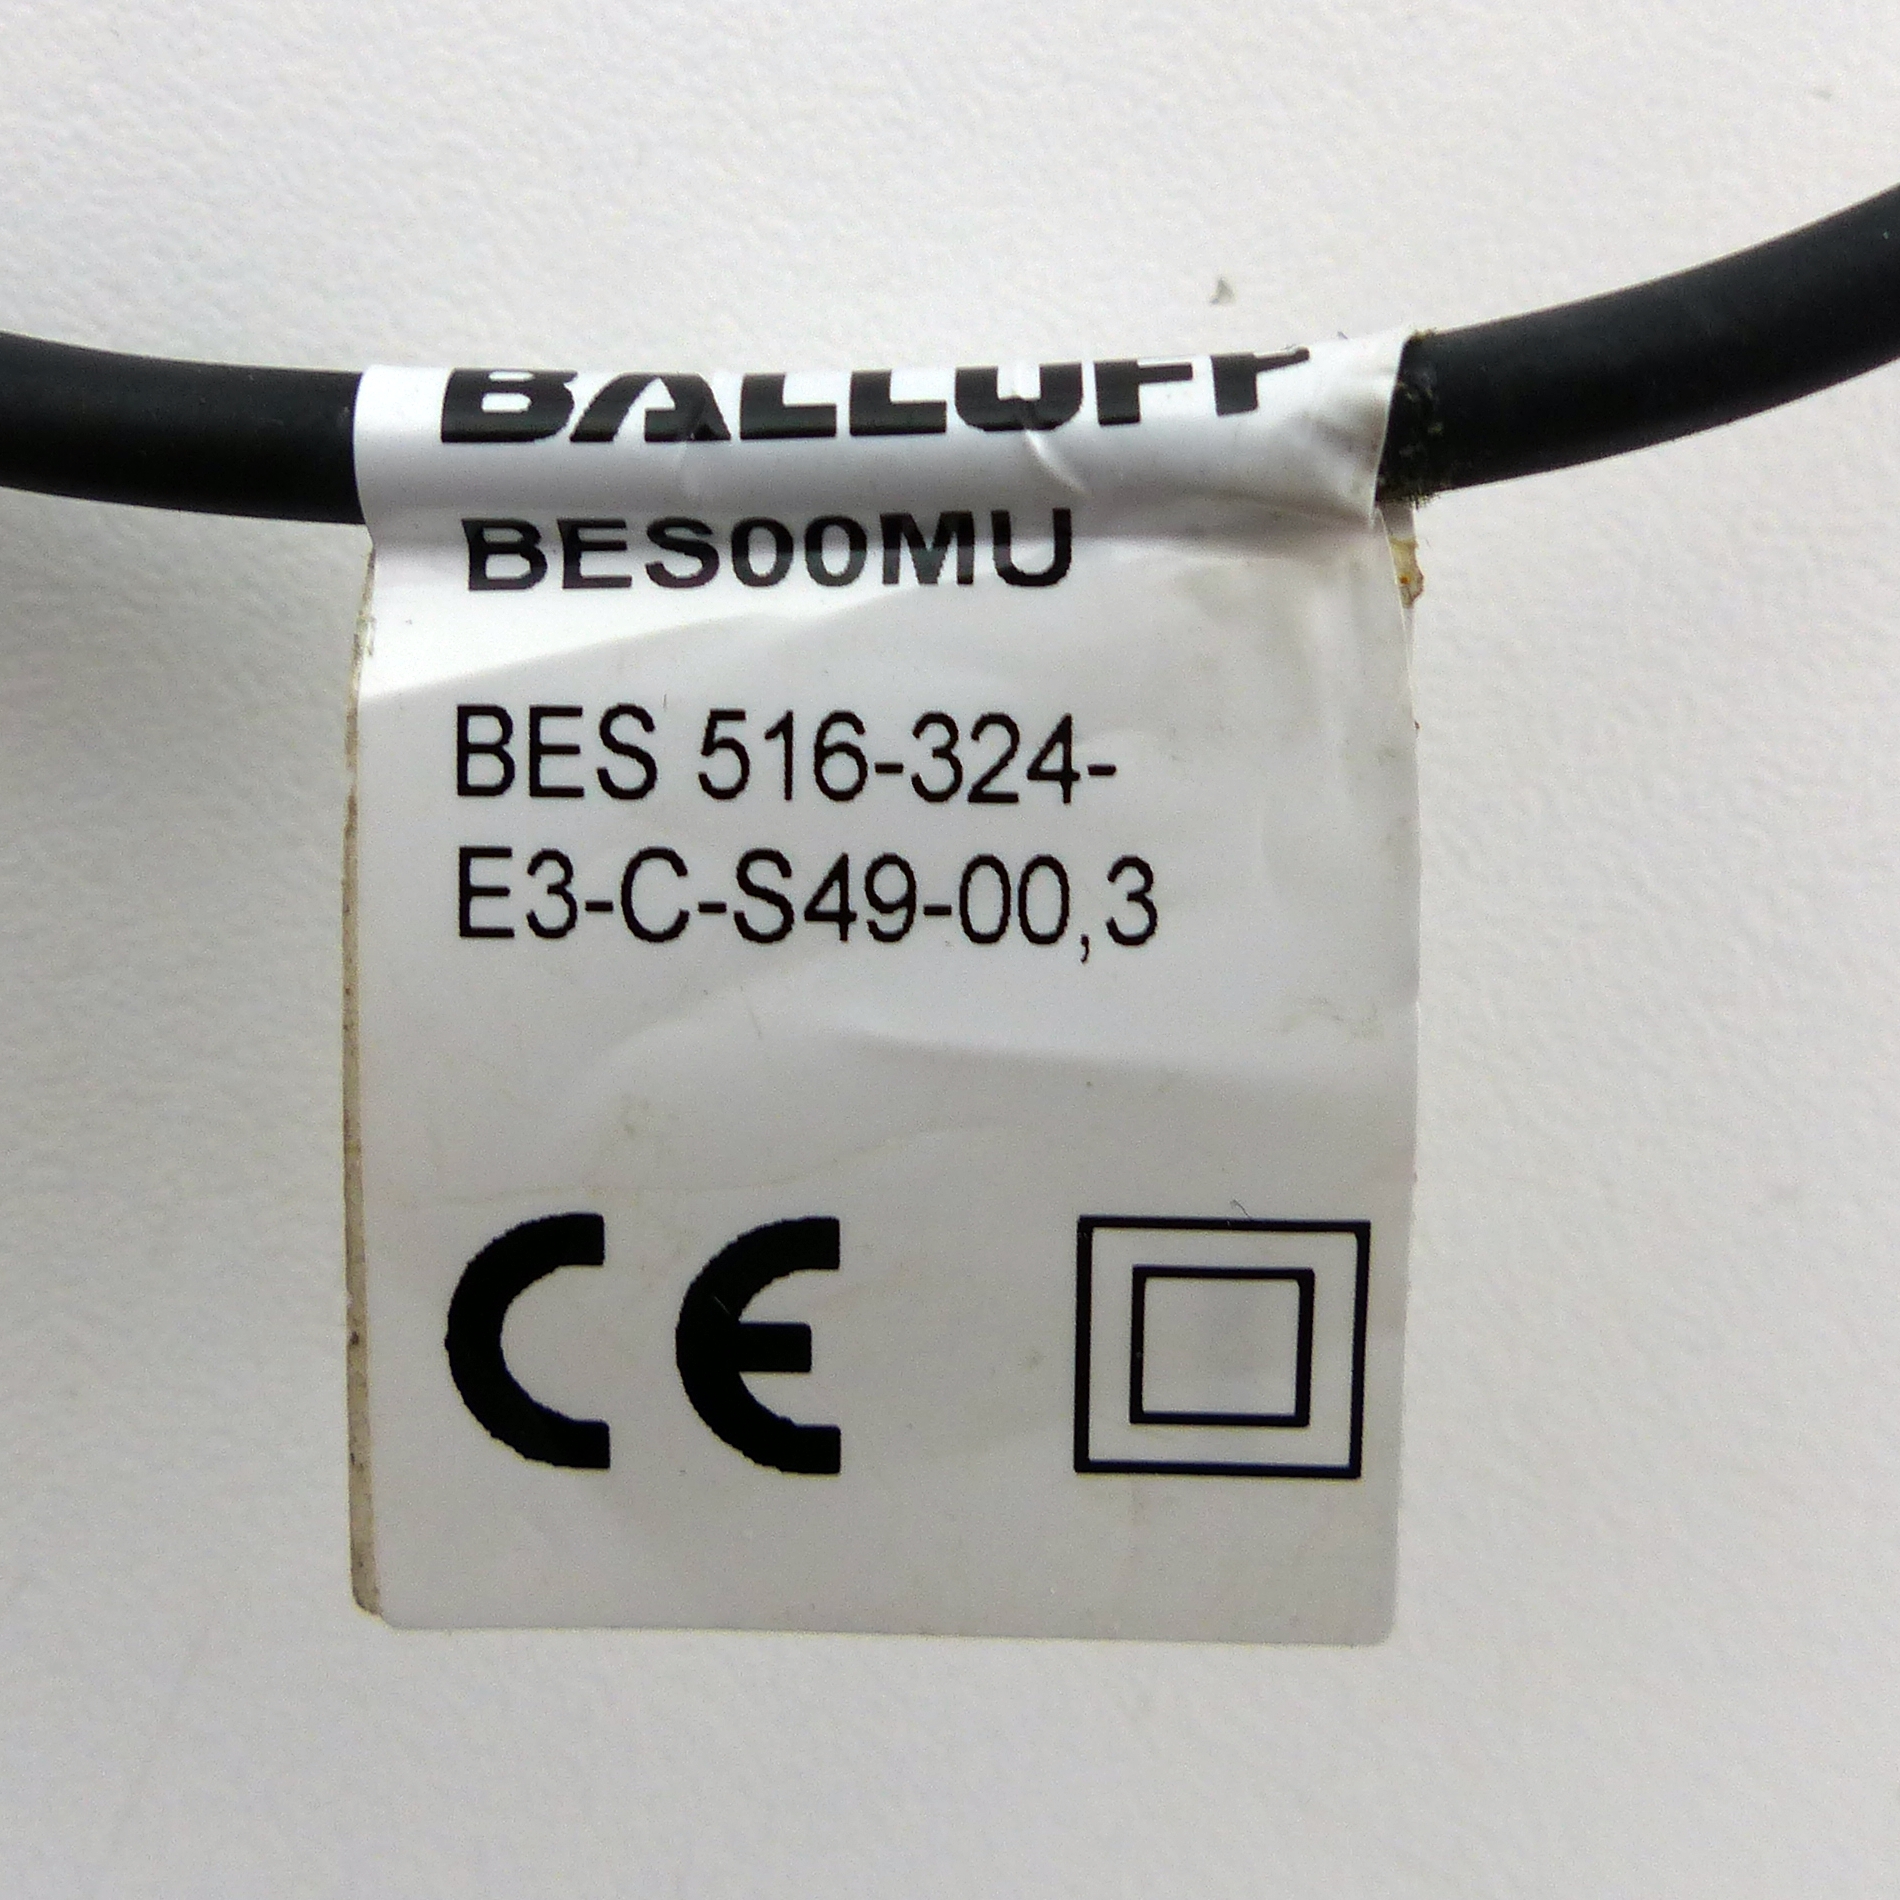 BALLUFF
BES00MU
BES 516-324-
E3-C-S49-00,3
CE